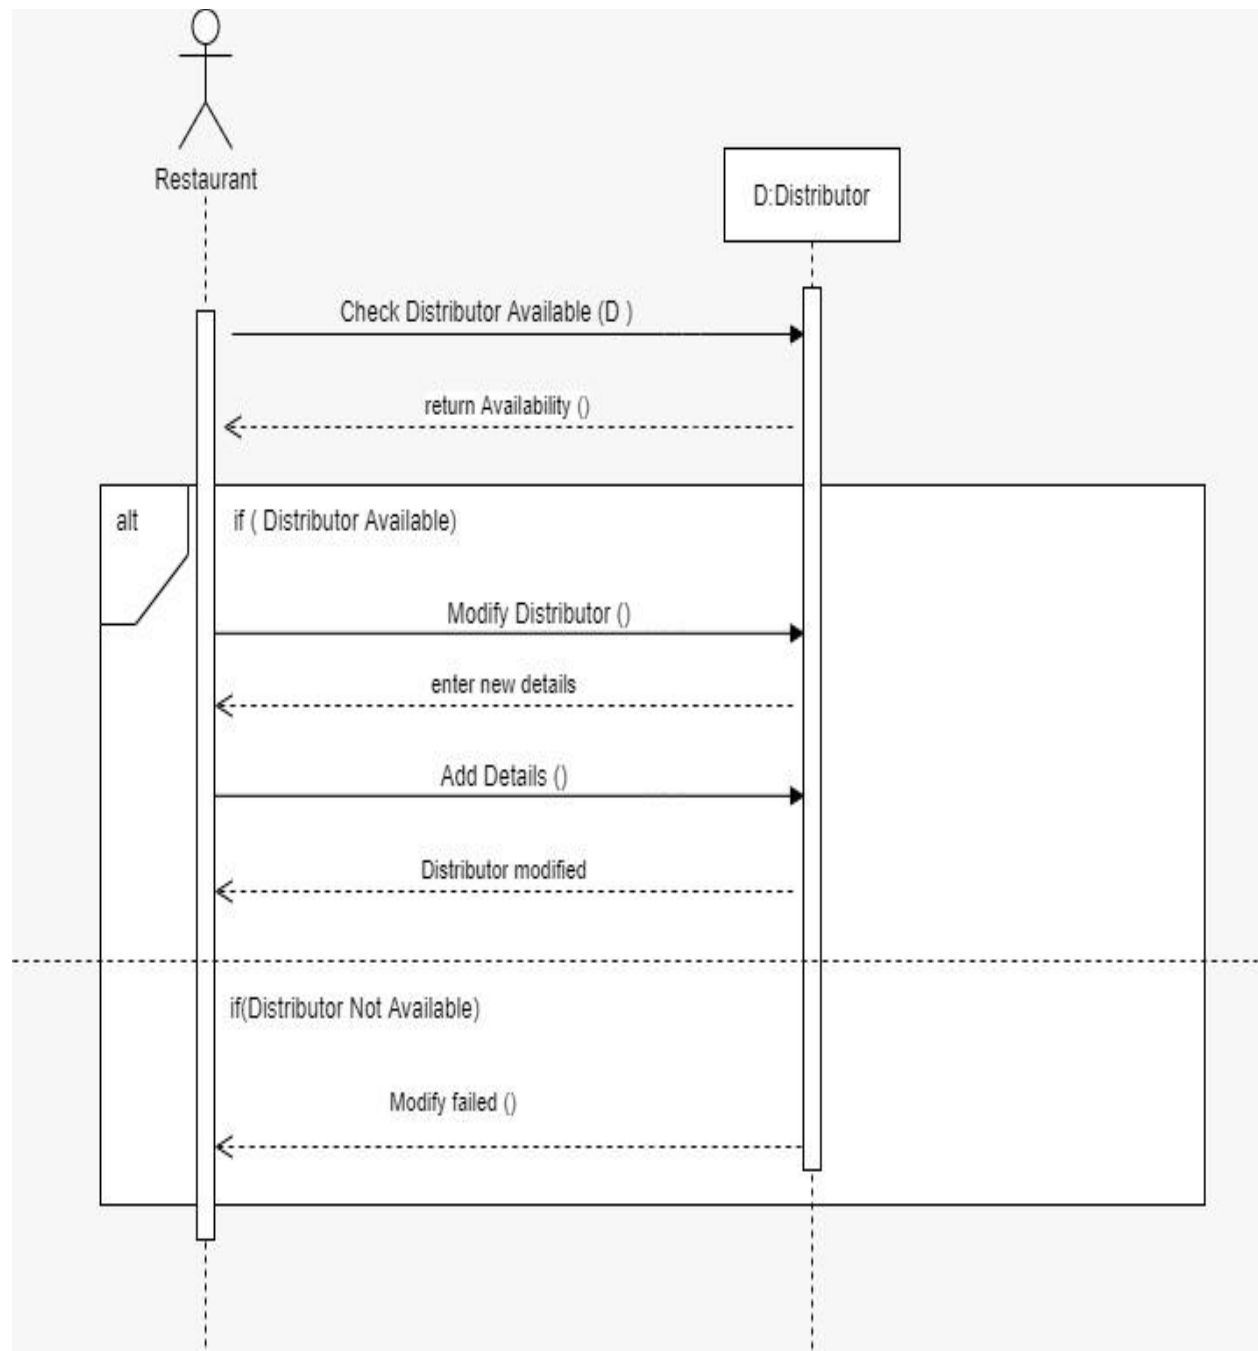 Restaurant
D:Distributor
Check Distributor Available (D )
return Availability ()
alt
if ( Distributor Available)
Modify Distributor ()
enter new details
Add Details ()
Distributor modified
if(Distributor Not Available)
Modify failed ()